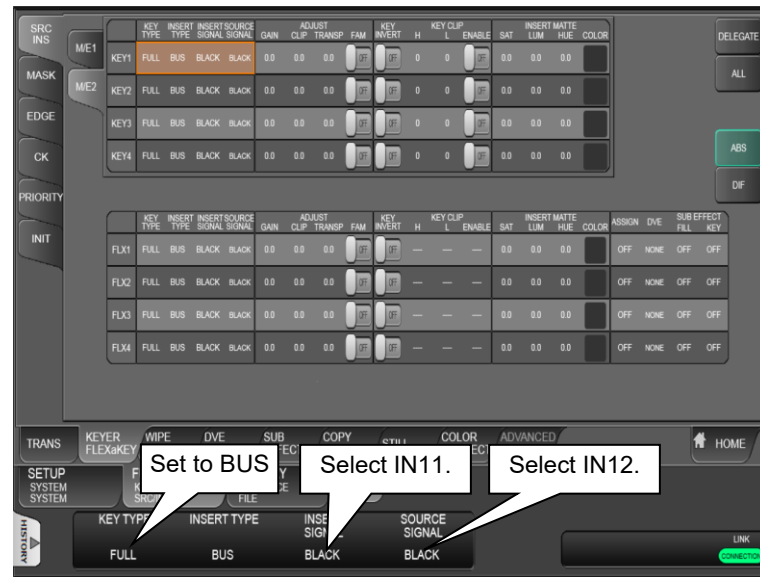 SRC INS
MASK
EDGE
CK
PRIORITY
INIT
M/E1
M/E2
KEY TYPE INSERT TYPE INSERT SIGNAL SOURCE SIGNAL GAIN ADJUST CLIP TRANSP FAM KEY INVERT KEY CLIP H L ENABLE INSERT MATTE SAT LUM HUE COLOR
KEY1 FULL BUS BLACK BLACK 0.0 0.0 0.0 OFF OFF 0 0 OFF 0.0 0.0 0.0
KEY2 FULL BUS BLACK BLACK 0.0 0.0 0.0 OFF OFF 0 0 OFF 0.0 0.0 0.0
KEY3 FULL BUS BLACK BLACK 0.0 0.0 0.0 OFF OFF 0 0 OFF 0.0 0.0 0.0
KEY4 FULL BUS BLACK BLACK 0.0 0.0 0.0 OFF OFF 0 0 OFF 0.0 0.0 0.0
DELEGATE
ALL
ABS
DIF
KEY TYPE INSERT TYPE INSERT SIGNAL SOURCE SIGNAL GAIN ADJUST CLIP TRANSP FAM KEY INVERT KEY CLIP H L ENABLE INSERT MATTE SAT LUM HUE COLOR ASSIGN DVE SUB EFFECT FILL KEY
FLX1 FULL BUS BLACK BLACK 0.0 0.0 0.0 OFF OFF — — — 0.0 0.0 0.0 OFF NONE OFF OFF
FLX2 FULL BUS BLACK BLACK 0.0 0.0 0.0 OFF OFF — — — 0.0 0.0 0.0 OFF NONE OFF OFF
FLX3 FULL BUS BLACK BLACK 0.0 0.0 0.0 OFF OFF — — — 0.0 0.0 0.0 OFF NONE OFF OFF
FLX4 FULL BUS BLACK BLACK 0.0 0.0 0.0 OFF OFF — — — 0.0 0.0 0.0 OFF NONE OFF OFF
TRANS KEYER FLEXaKEY WIPE DVE SUB COPY COLOR ADVANCED HOME
Set to BUS
Select IN11.
Select IN12.
SETUP
SYSTEM
SYSTEM
FILE
HISTORY
KEY TYPE INSERT TYPE SIGNAL SOURCE SIGNAL
FULL BUS BLACK BLACK
LINK
CONNECTION